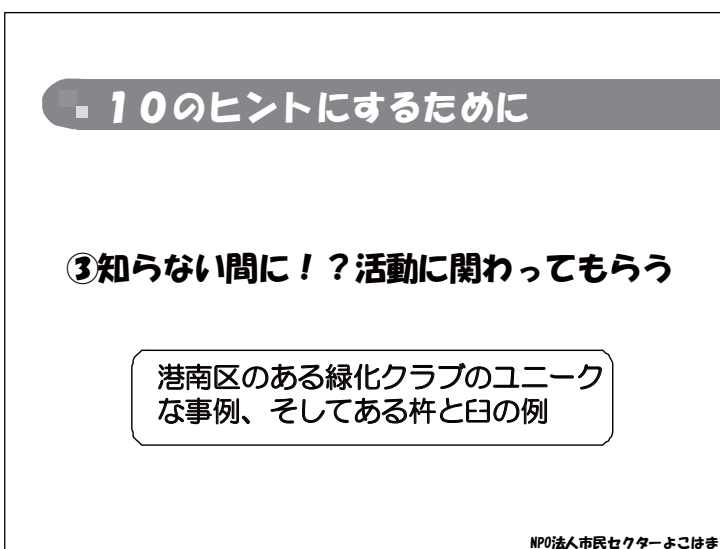 １０のヒントにするために
③知らない間に！？活動に関わってもらう
港南区のある緑化クラブのユニーク
な事例、そしてある杵と臼の例
NPO法人市民セクターよこはま